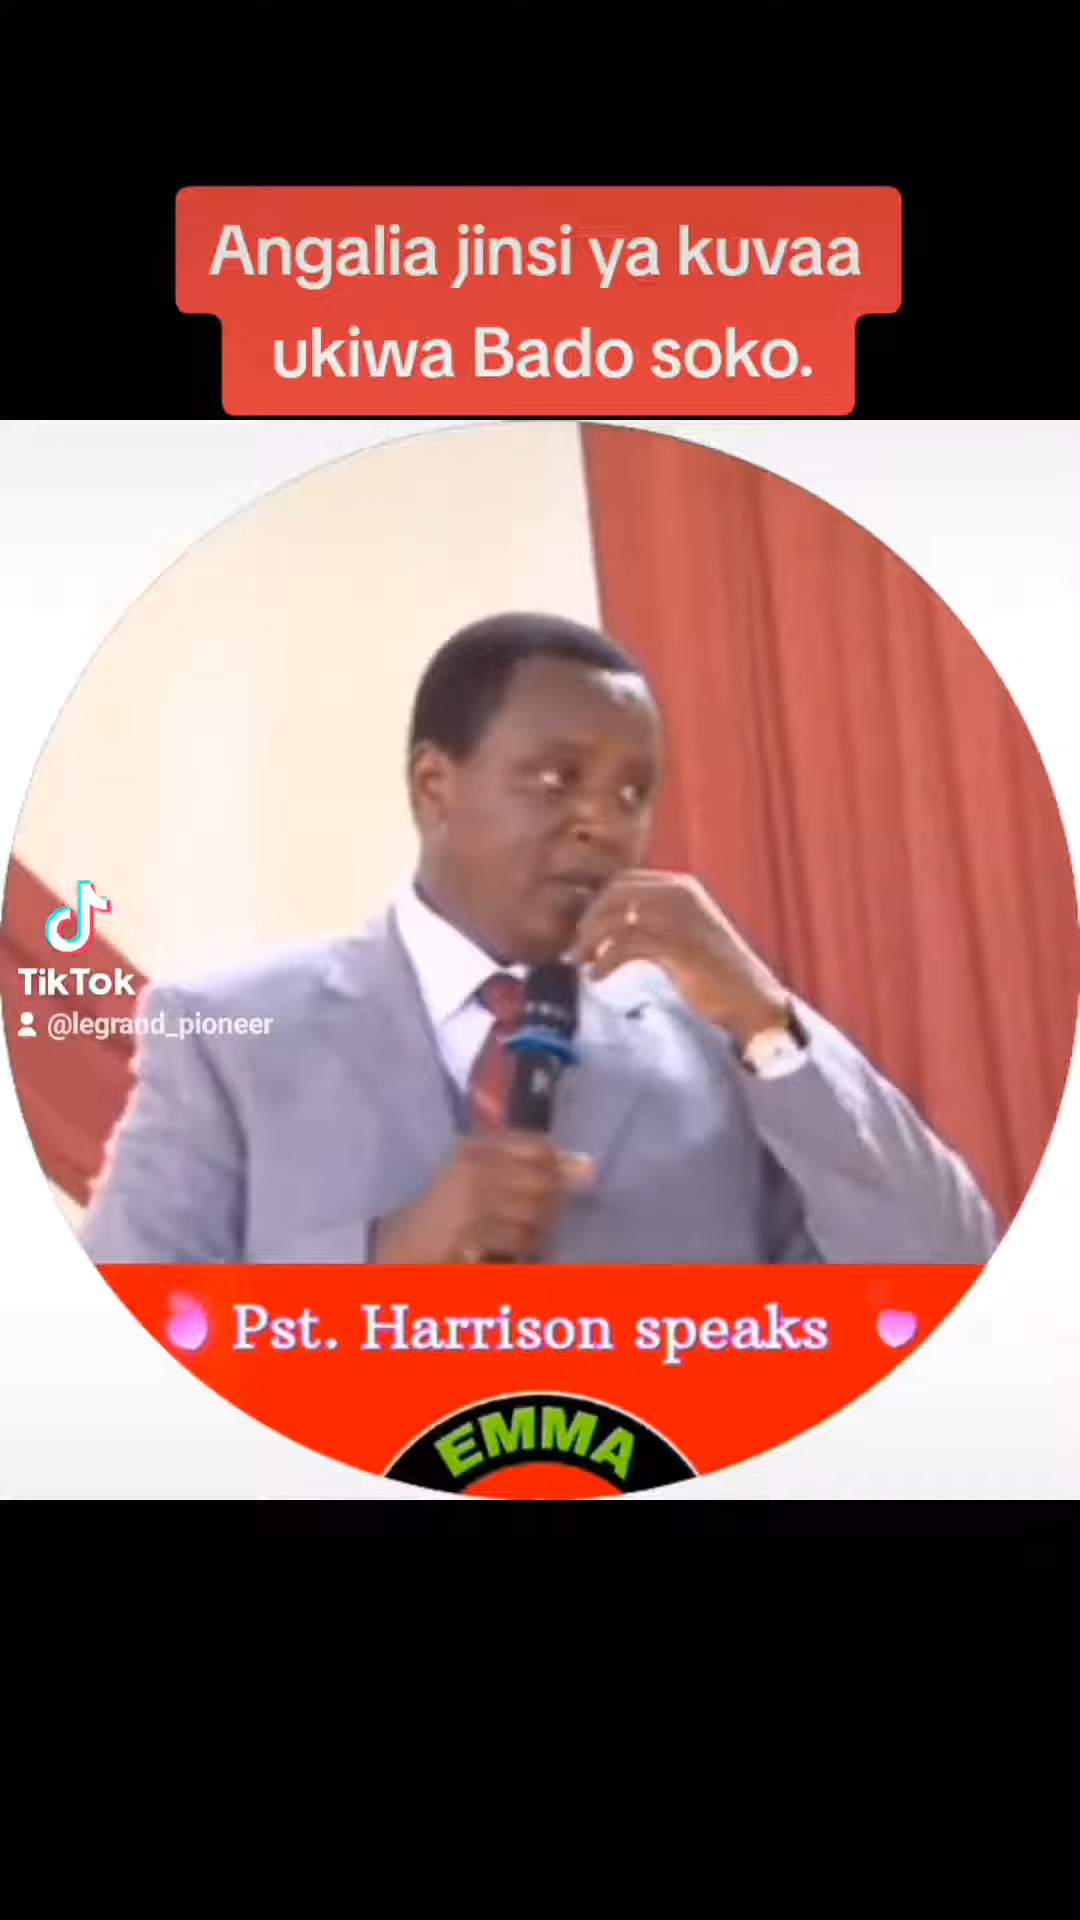 Angalia jinsi ya kuvaa
ukiwa Bado soko.
TikTok
@legrand_pioneer
Pst. Harrison speaks
EMMA